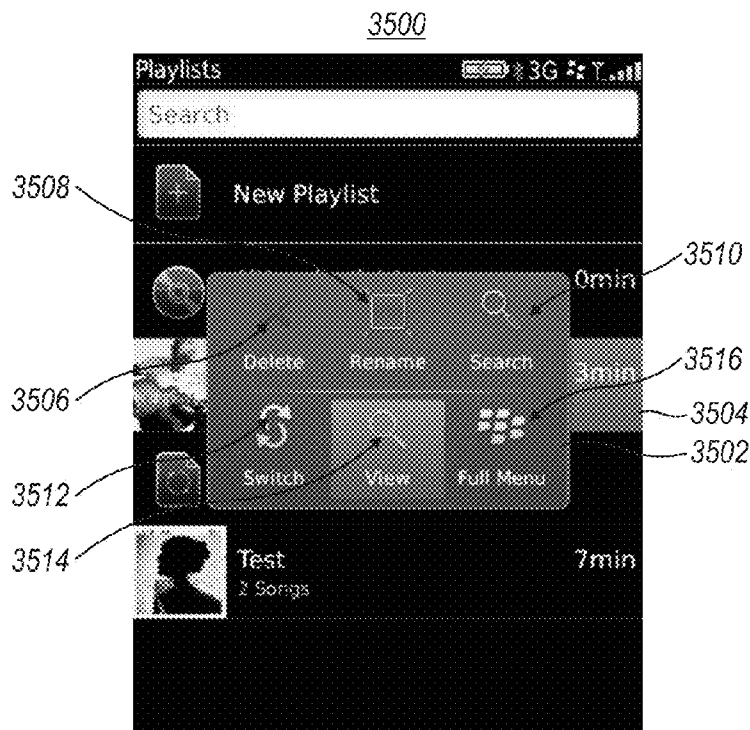 3500
Playlists 3G
Search
New Playlist
3508
3510
0min
Delete Rename Search
3506
3min
3516
3504
3502
3512
Switch View Full Menu
3514
Test 7min
2 Songs